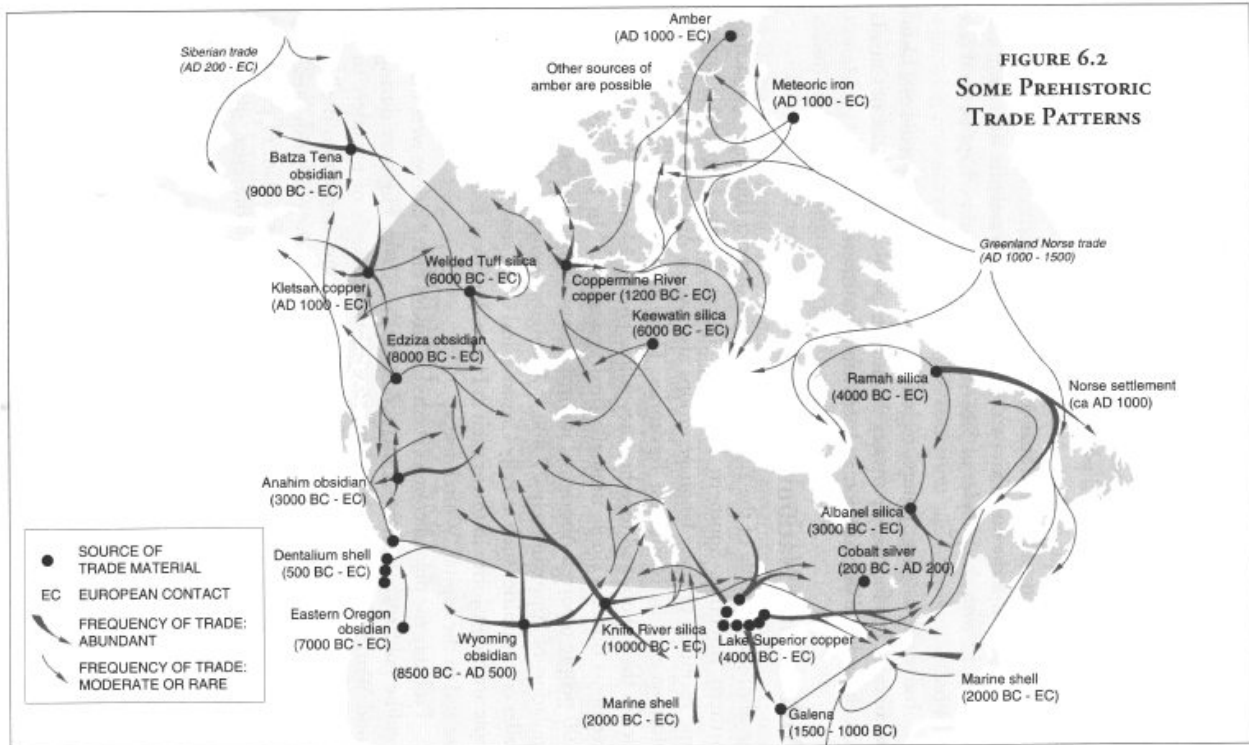 FIGURE 6.2
SOME PREHISTORIC
TRADE PATTERNS
Amber
(AD 1000 - EC)
Other sources of
amber are possible
Meteoric iron
(AD 1000 - EC)
Siberian trade
(AD 200 - EC)
Batza Tena
obsidian
(9000 BC - EC)
Greenland Norse trade
(AD 1000 - 1500)
Welded Tuff silica
(6000 BC - EC)
Coppermine River
copper (1200 BC - EC)
Kletsan copper
(AD 1000 - EC)
Keewatin silica
(6000 BC - EC)
Edziza obsidian
(8000 BC - EC)
Ramah silica
(4000 BC - EC)
Norse settlement
(ca AD 1000)
Anahim obsidian
(3000 BC - EC)
Albanel silica
(3000 BC - EC)
Dentalium shell
(500 BC - EC)
Cobalt silver
(200 BC - AD 200)
Eastern Oregon
obsidian
(7000 BC - EC)
Wyoming
obsidian
(8500 BC - AD 500)
Knife River silica
(10000 BC - EC)
Lake Superior copper
(4000 BC - EC)
Marine shell
(2000 BC - EC)
Galena
(1500 - 1000 BC)
Marine shell
(2000 BC - EC)
SOURCE OF
TRADE MATERIAL
EC EUROPEAN CONTACT
FREQUENCY OF TRADE:
ABUNDANT
FREQUENCY OF TRADE:
MODERATE OR RARE